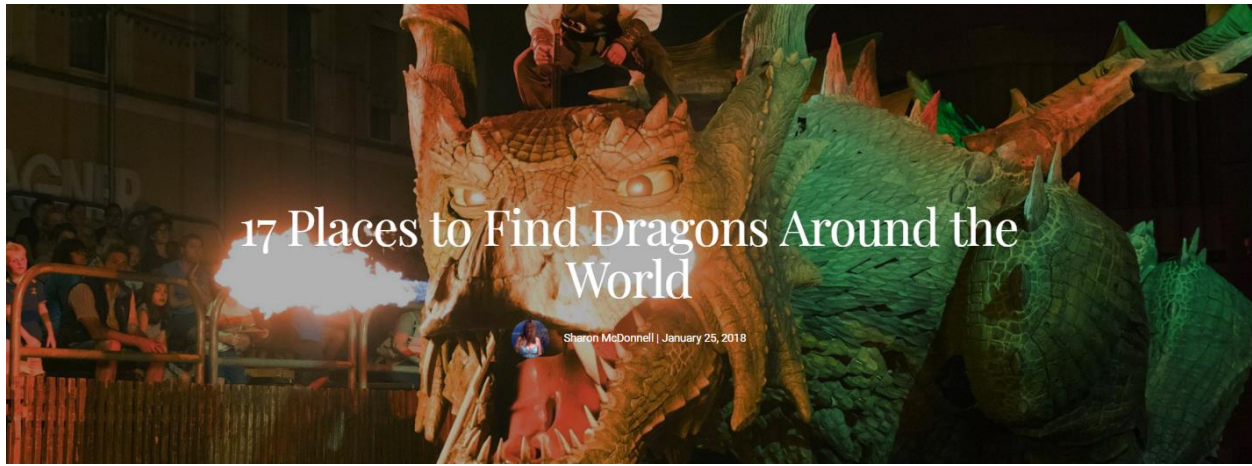 17 Places to Find Dragons Around the
World
Sharon McDonnell | January 25, 2018